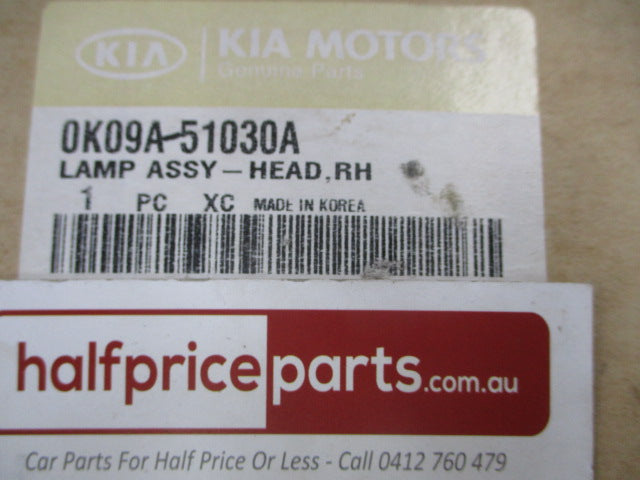 KIA KIA MOTORS
Genuine Parts
0K09A-51030A
LAMP ASSY-HEAD,RH
1 PC XC MADE IN KOREA
halfpriceparts.com.au
Car Parts For Half Price Or Less - Call 0412 760 479